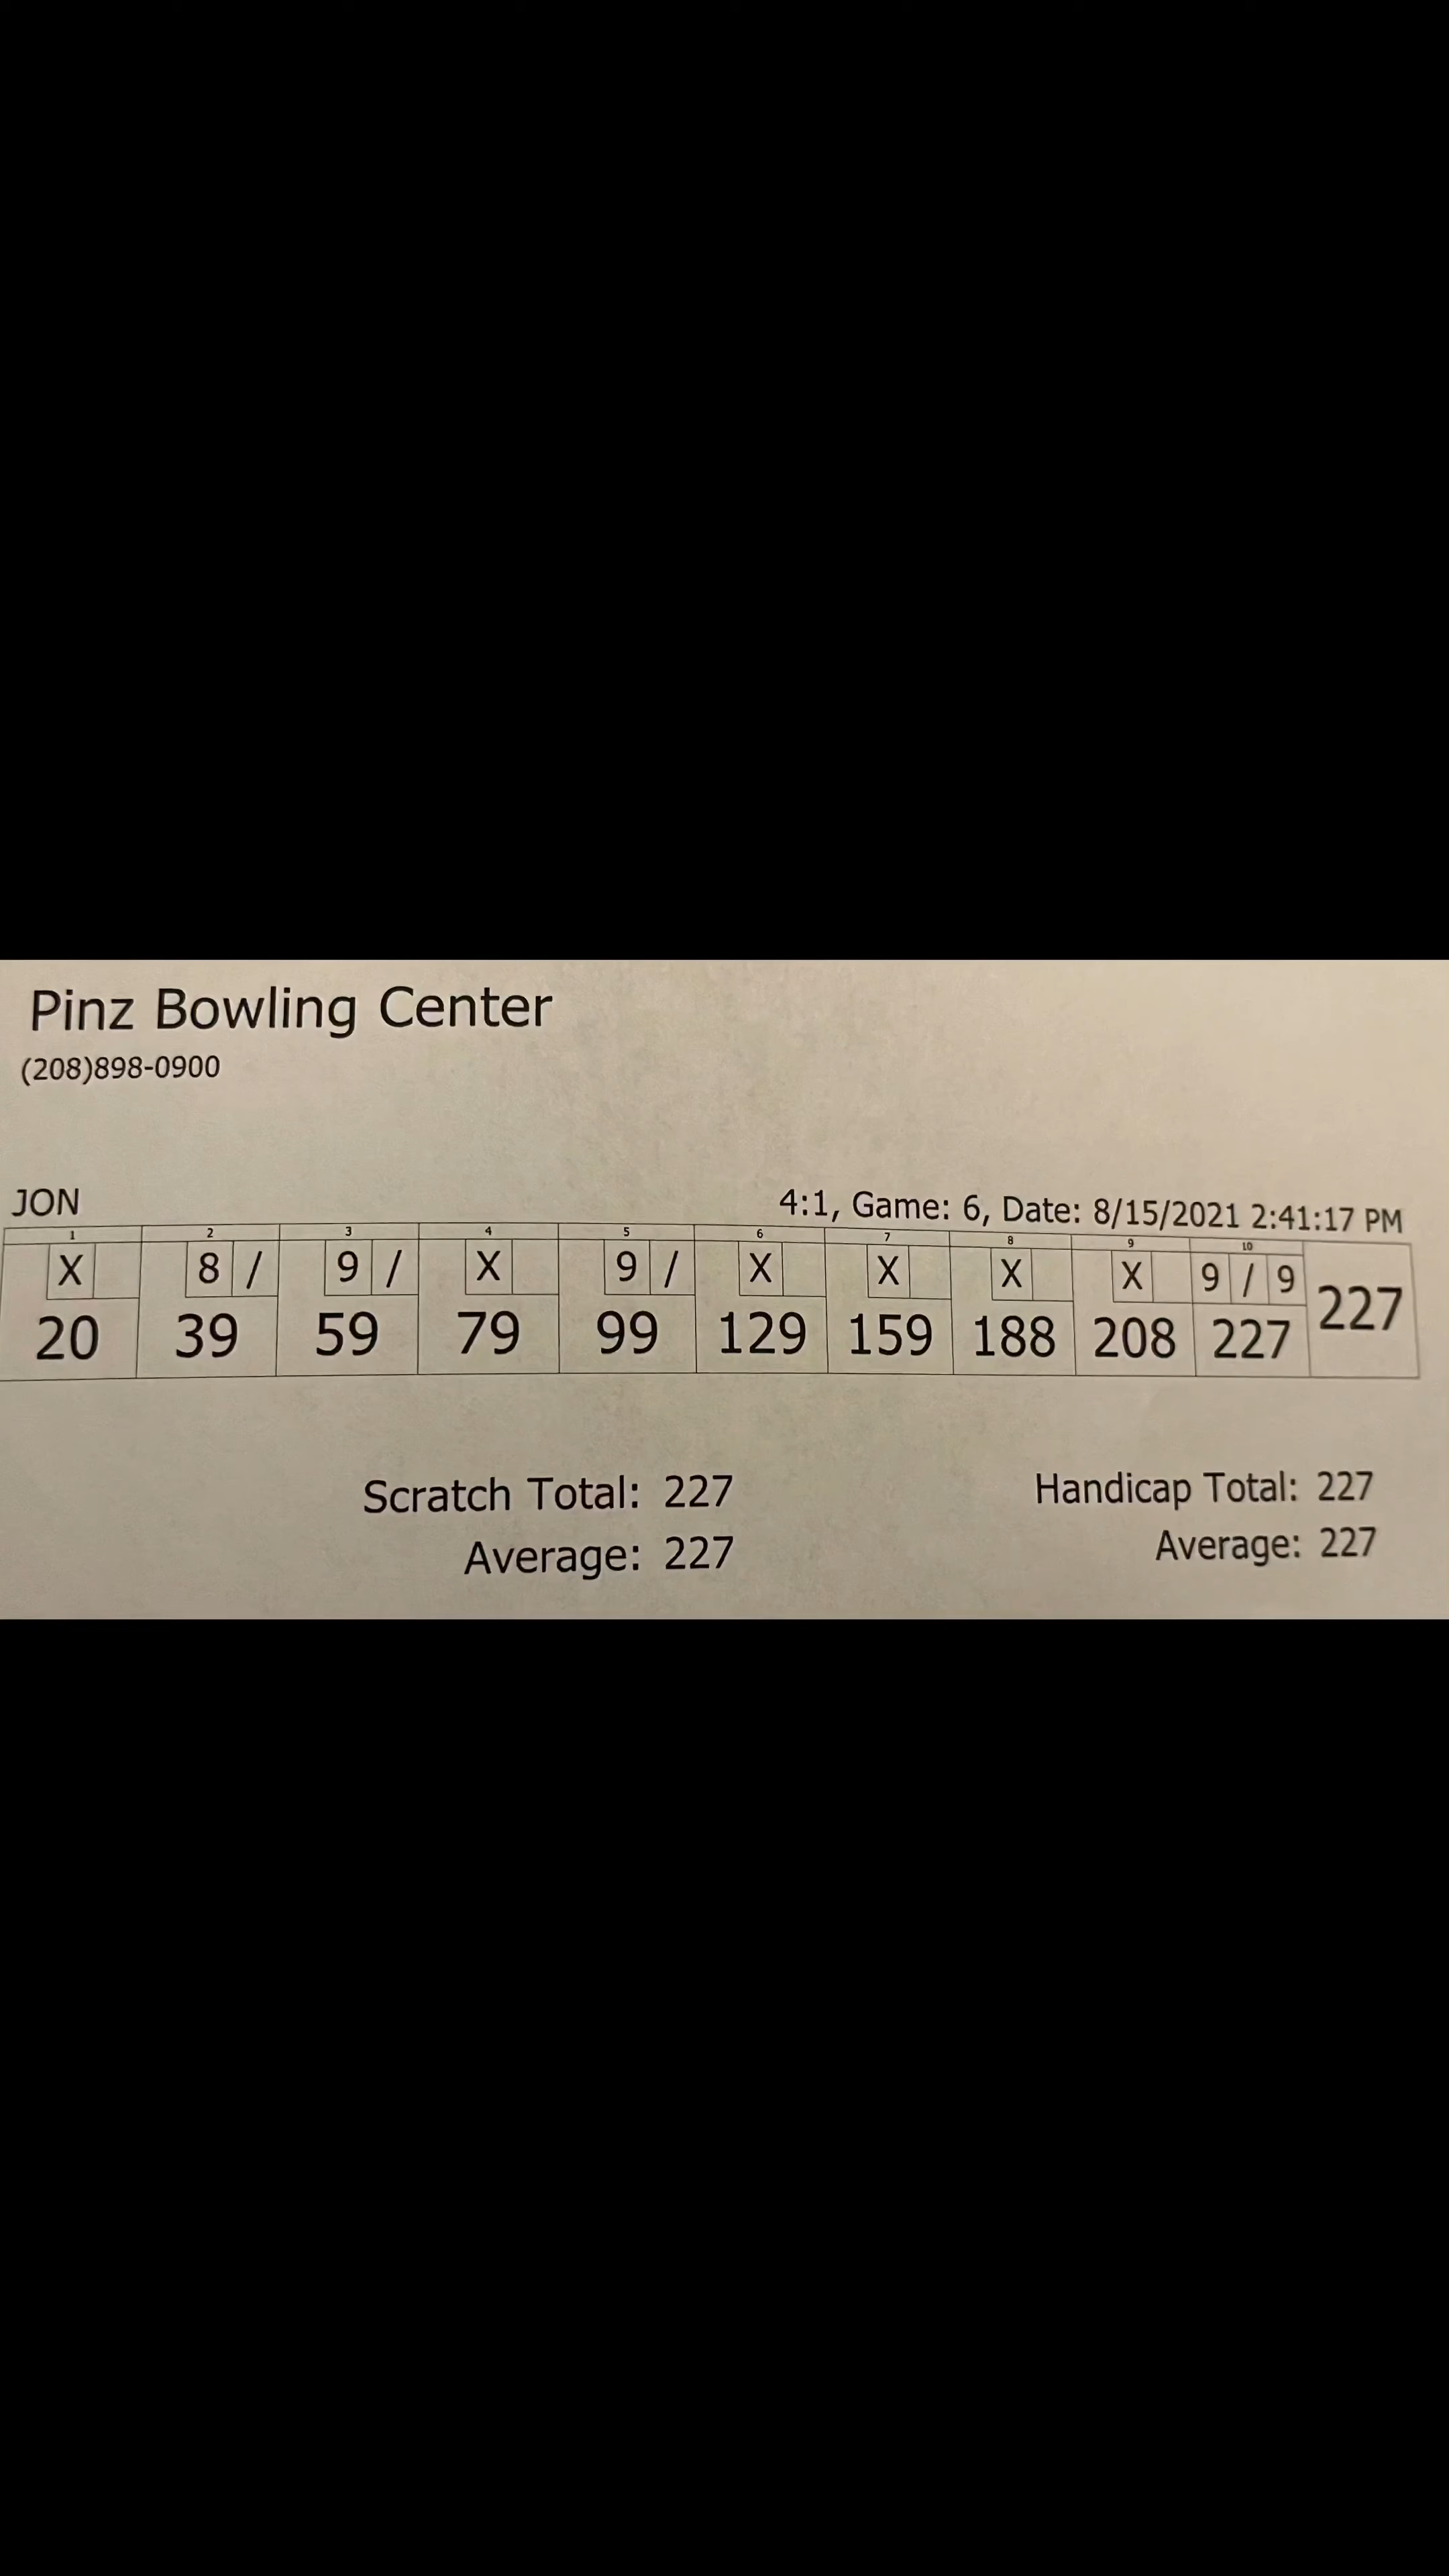 Pinz Bowling Center
(208)898-0900
JON
4:1, Game: 6, Date: 8/15/2021 2:41:17 PM
1 2 3 4 5 6 7 8 9 10
X 8 / 9 / X 9 / X X X X 9 / 9
20 39 59 79 99 129 159 188 208 227 227
Scratch Total: 227
Average: 227
Handicap Total: 227
Average: 227